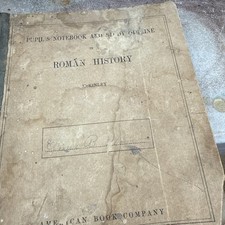 PUPIL'S NOTEBOOK AND STUDY OUTLINE
IN
ROMAN HISTORY
AMERICAN BOOK COMPANY